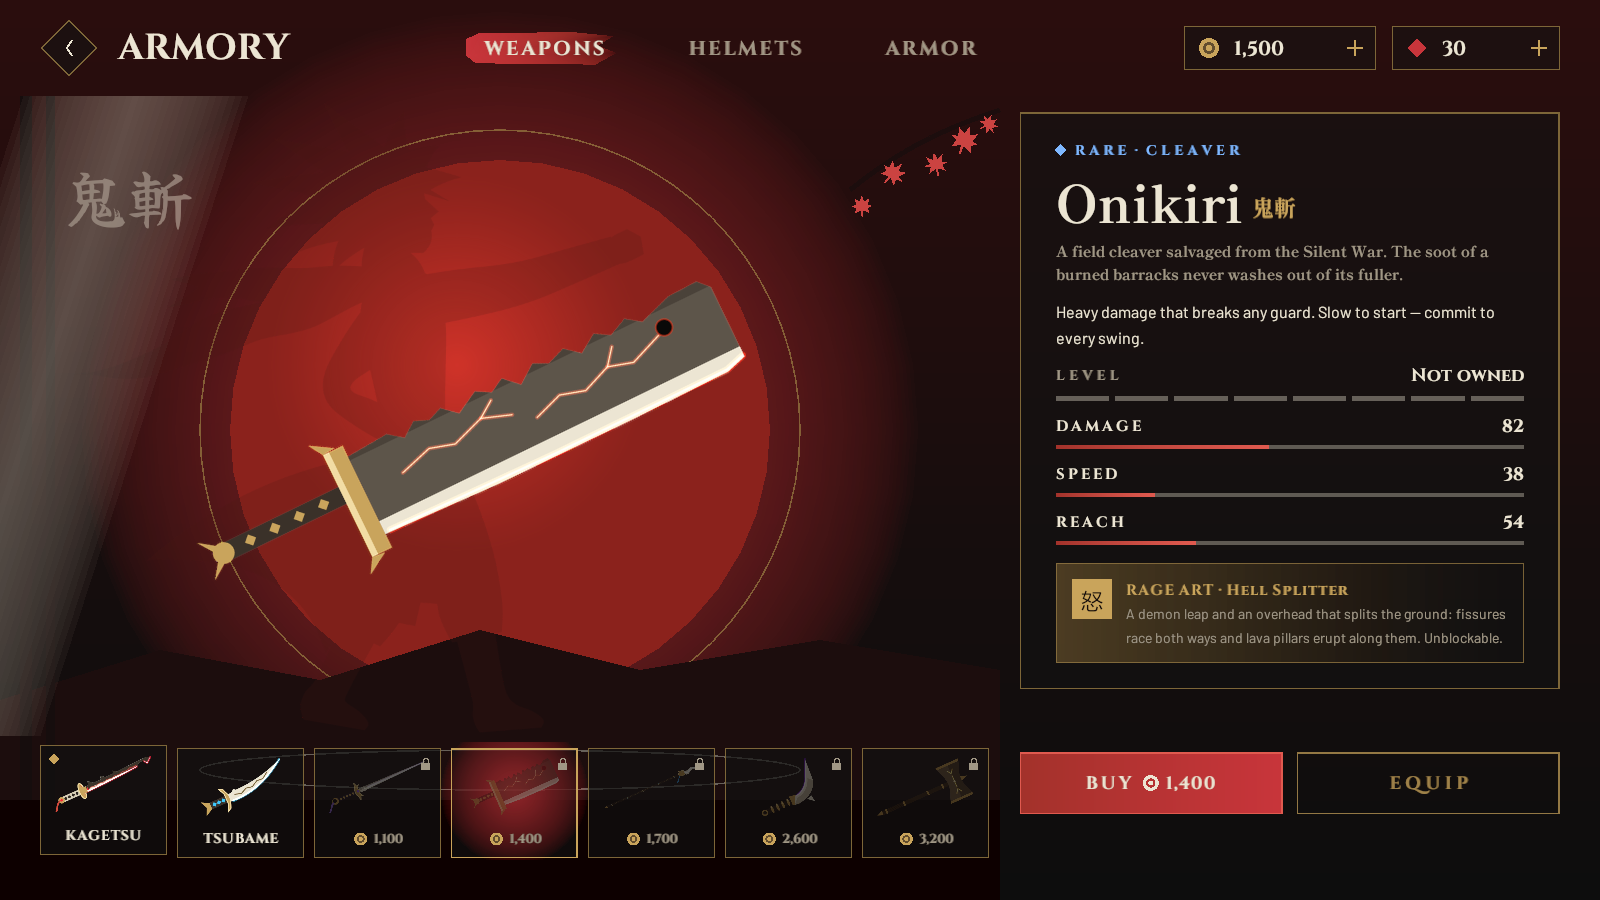 ARMORY
WEAPONS
HELMETS
ARMOR
1,500
30
鬼斬
RARE · CLEAVER
Onikiri 鬼斬
A field cleaver salvaged from the Silent War. The soot of a
burned barracks never washes out of its fuller.
Heavy damage that breaks any guard. Slow to start – commit to
every swing.
LEVEL NOT OWNED
DAMAGE 82
SPEED 38
REACH 54
怒
RAGE ART · HELL SPLITTER
A demon leap and an overhead that splits the ground: fissures
race both ways and lava pillars erupt along them. Unblockable.
KAGETSU
TSUBAME
1,100
1,400
1,700
2,600
3,200
BUY 1,400
EQUIP